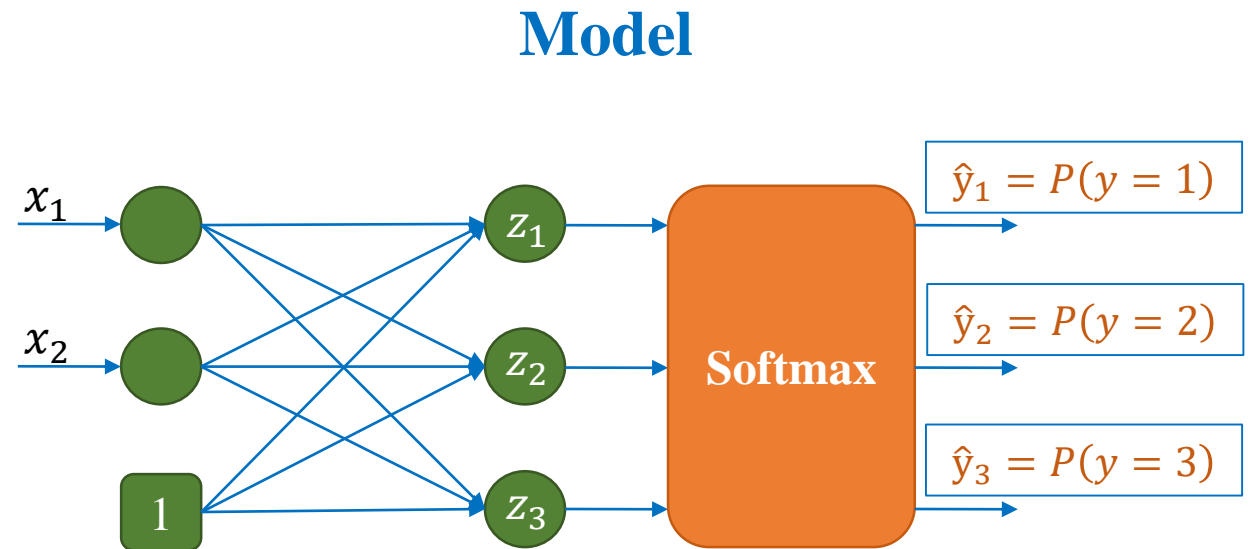 Model
x₁
z₁
ŷ₁ = P(y = 1)
x₂
z₂
Softmax
ŷ₂ = P(y = 2)
1
z₃
ŷ₃ = P(y = 3)